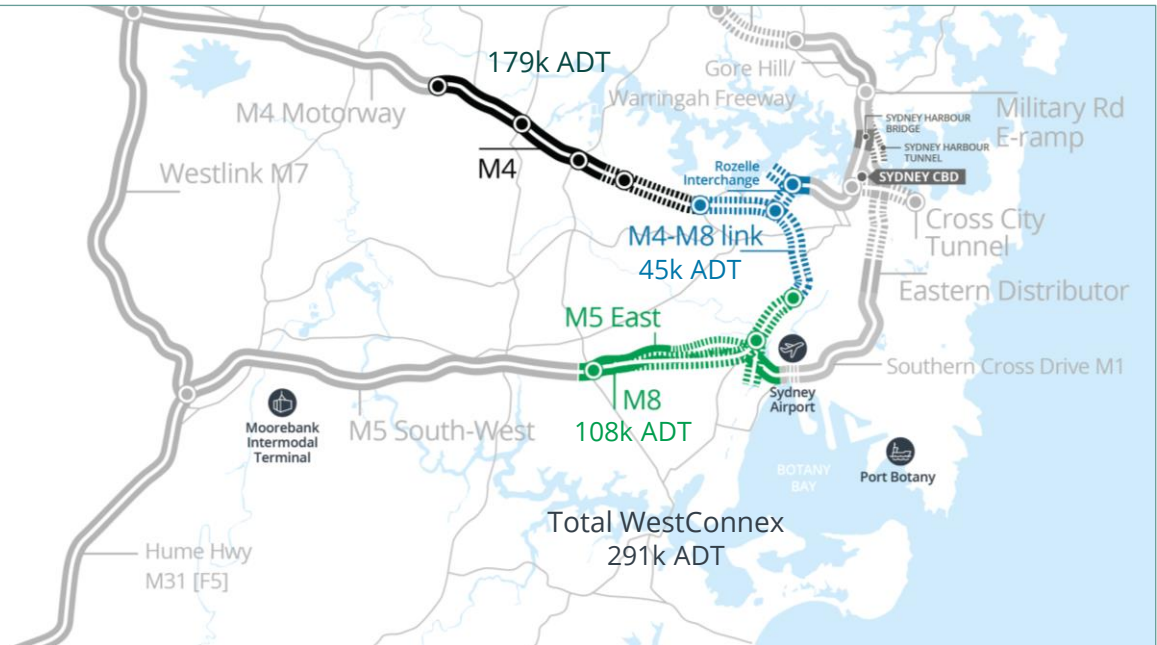 179k ADT
Gore Hill/
Warringah Freeway
M4 Motorway
Military Rd
E-ramp
SYDNEY HARBOUR
BRIDGE
SYDNEY HARBOUR
TUNNEL
SYDNEY CBD
M4
Westlink M7
Rozelle
Interchange
Cross City
Tunnel
M4-M8 link
45k ADT
Eastern Distributor
M5 East
Southern Cross Drive M1
M8
108k ADT
Sydney
Airport
Moorebank
Intermodal
Terminal
M5 South-West
BOTANY
BAY
Port Botany
Total WestConnex
291k ADT
Hume Hwy
M31 [F5]